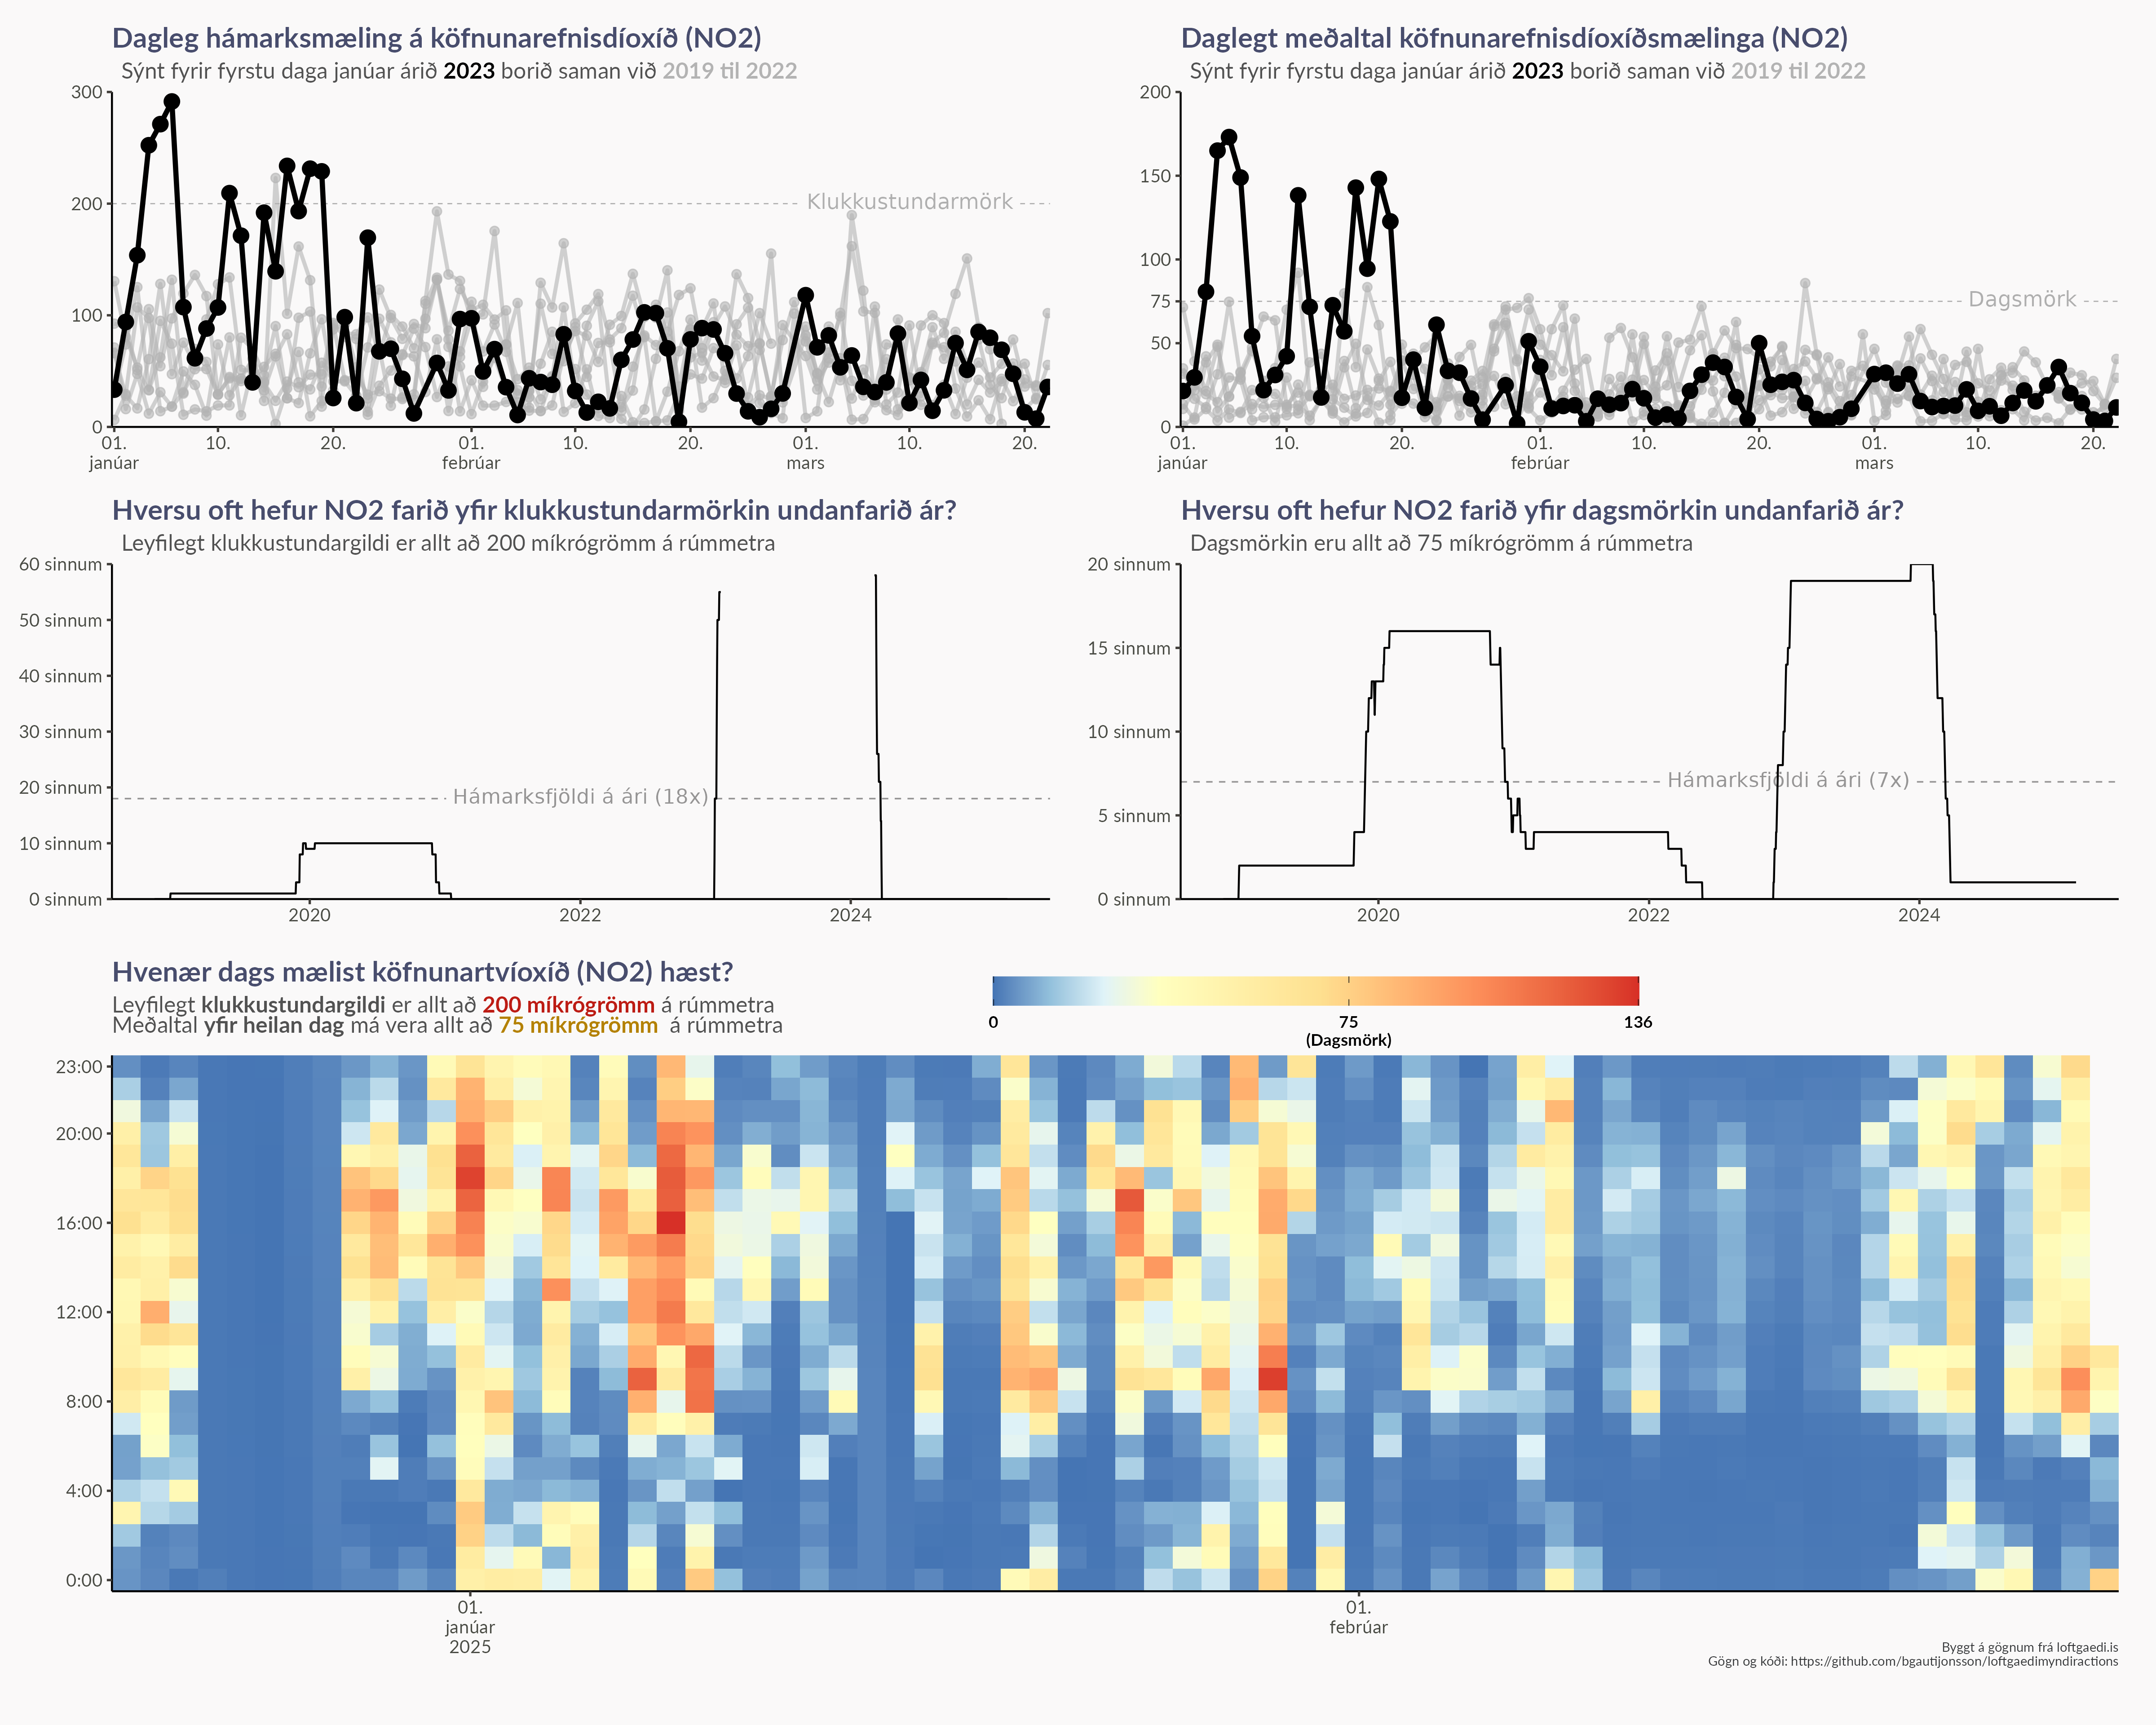 Dagleg hámarksmæling á köfnunarefnisdíoxíð (NO2)
Sýnt fyrir fyrstu daga janúar árið 2023 borið saman við 2019 til 2022
300
200
100
0
Klukkustundarmörk
01.
janúar
10.
20.
01.
febrúar
10.
20.
01.
mars
10.
20.
Daglegt meðaltal köfnunarefnisdíoxíðsmælinga (NO2)
Sýnt fyrir fyrstu daga janúar árið 2023 borið saman við 2019 til 2022
200
150
100
75
50
0
Dagsmörk
01.
janúar
10.
20.
01.
febrúar
10.
20.
01.
mars
10.
20.
Hversu oft hefur NO2 farið yfir klukkustundarmörkin undanfarið ár?
Leyfilegt klukkustundargildi er allt að 200 míkrógrömm á rúmmetra
60 sinnum
50 sinnum
40 sinnum
30 sinnum
20 sinnum
10 sinnum
0 sinnum
Hámarksfjöldi á ári (18x)
2020
2022
2024
Hversu oft hefur NO2 farið yfir dagsmörkin undanfarið ár?
Dagsmörkin eru allt að 75 míkrógrömm á rúmmetra
20 sinnum
15 sinnum
10 sinnum
5 sinnum
0 sinnum
Hámarksfjöldi á ári (7x)
2020
2022
2024
Hvenær dags mælist köfnunartvíoxíð (NO2) hæst?
Leyfilegt klukkustundargildi er allt að 200 míkrógrömm á rúmmetra
Meðaltal yfir heilan dag má vera allt að 75 míkrógrömm á rúmmetra
0
75
(Dagsmörk)
136
23:00
20:00
16:00
12:00
8:00
4:00
0:00
01.
janúar
2025
01.
febrúar
Byggt á gögnum frá loftgaedi.is
Gögn og kóði: https://github.com/bgautijonsson/loftgaedimyndiractions